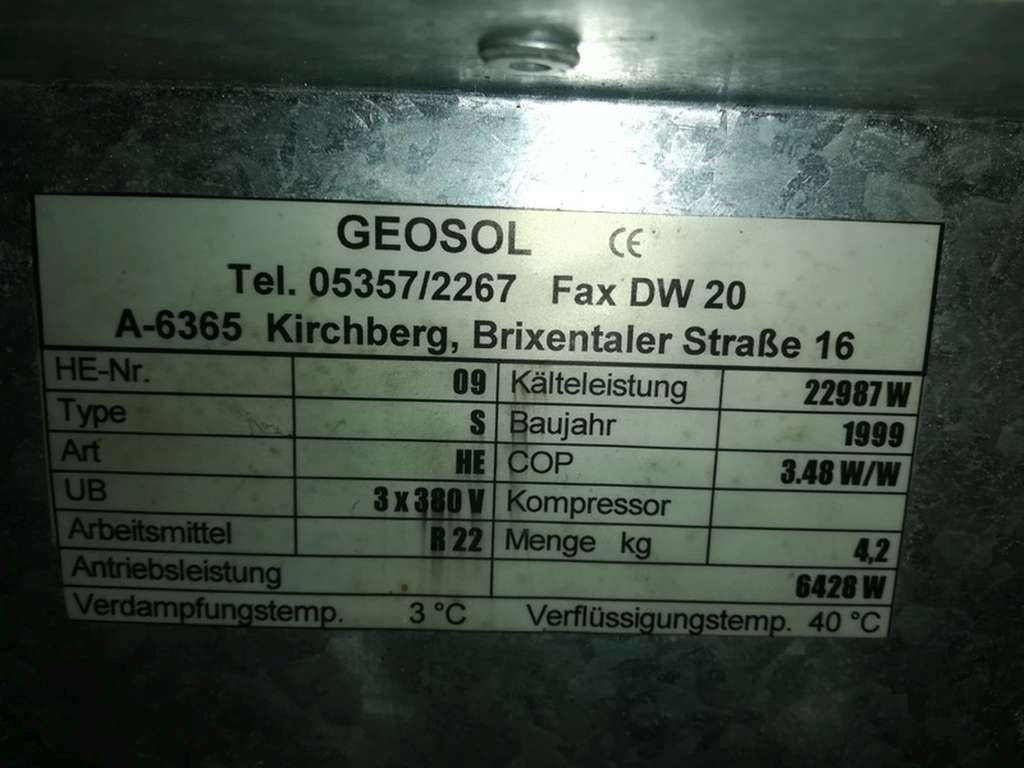 GEOSOL CE
Tel. 05357/2267 Fax DW 20
A-6365 Kirchberg, Brixentaler Straße 16
HE-Nr. 09 Kälteleistung 22987 W
Type S Baujahr 1999
Art HE COP 3.48 W/W
UB 3 x 380 V Kompressor
Arbeitsmittel R 22 Menge kg 4,2
Antriebsleistung 6428 W
Verdampfungstemp. 3 °C Verflüssigungstemp. 40 °C